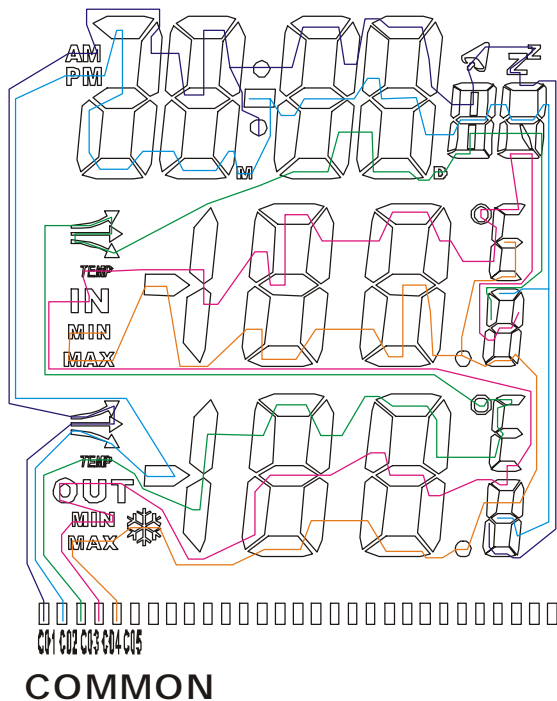 AM
PM
M D
TEMP
IN
MIN
MAX
TEMP
OUT
MIN
MAX
C01 C02 C03 C04 C05
COMMON